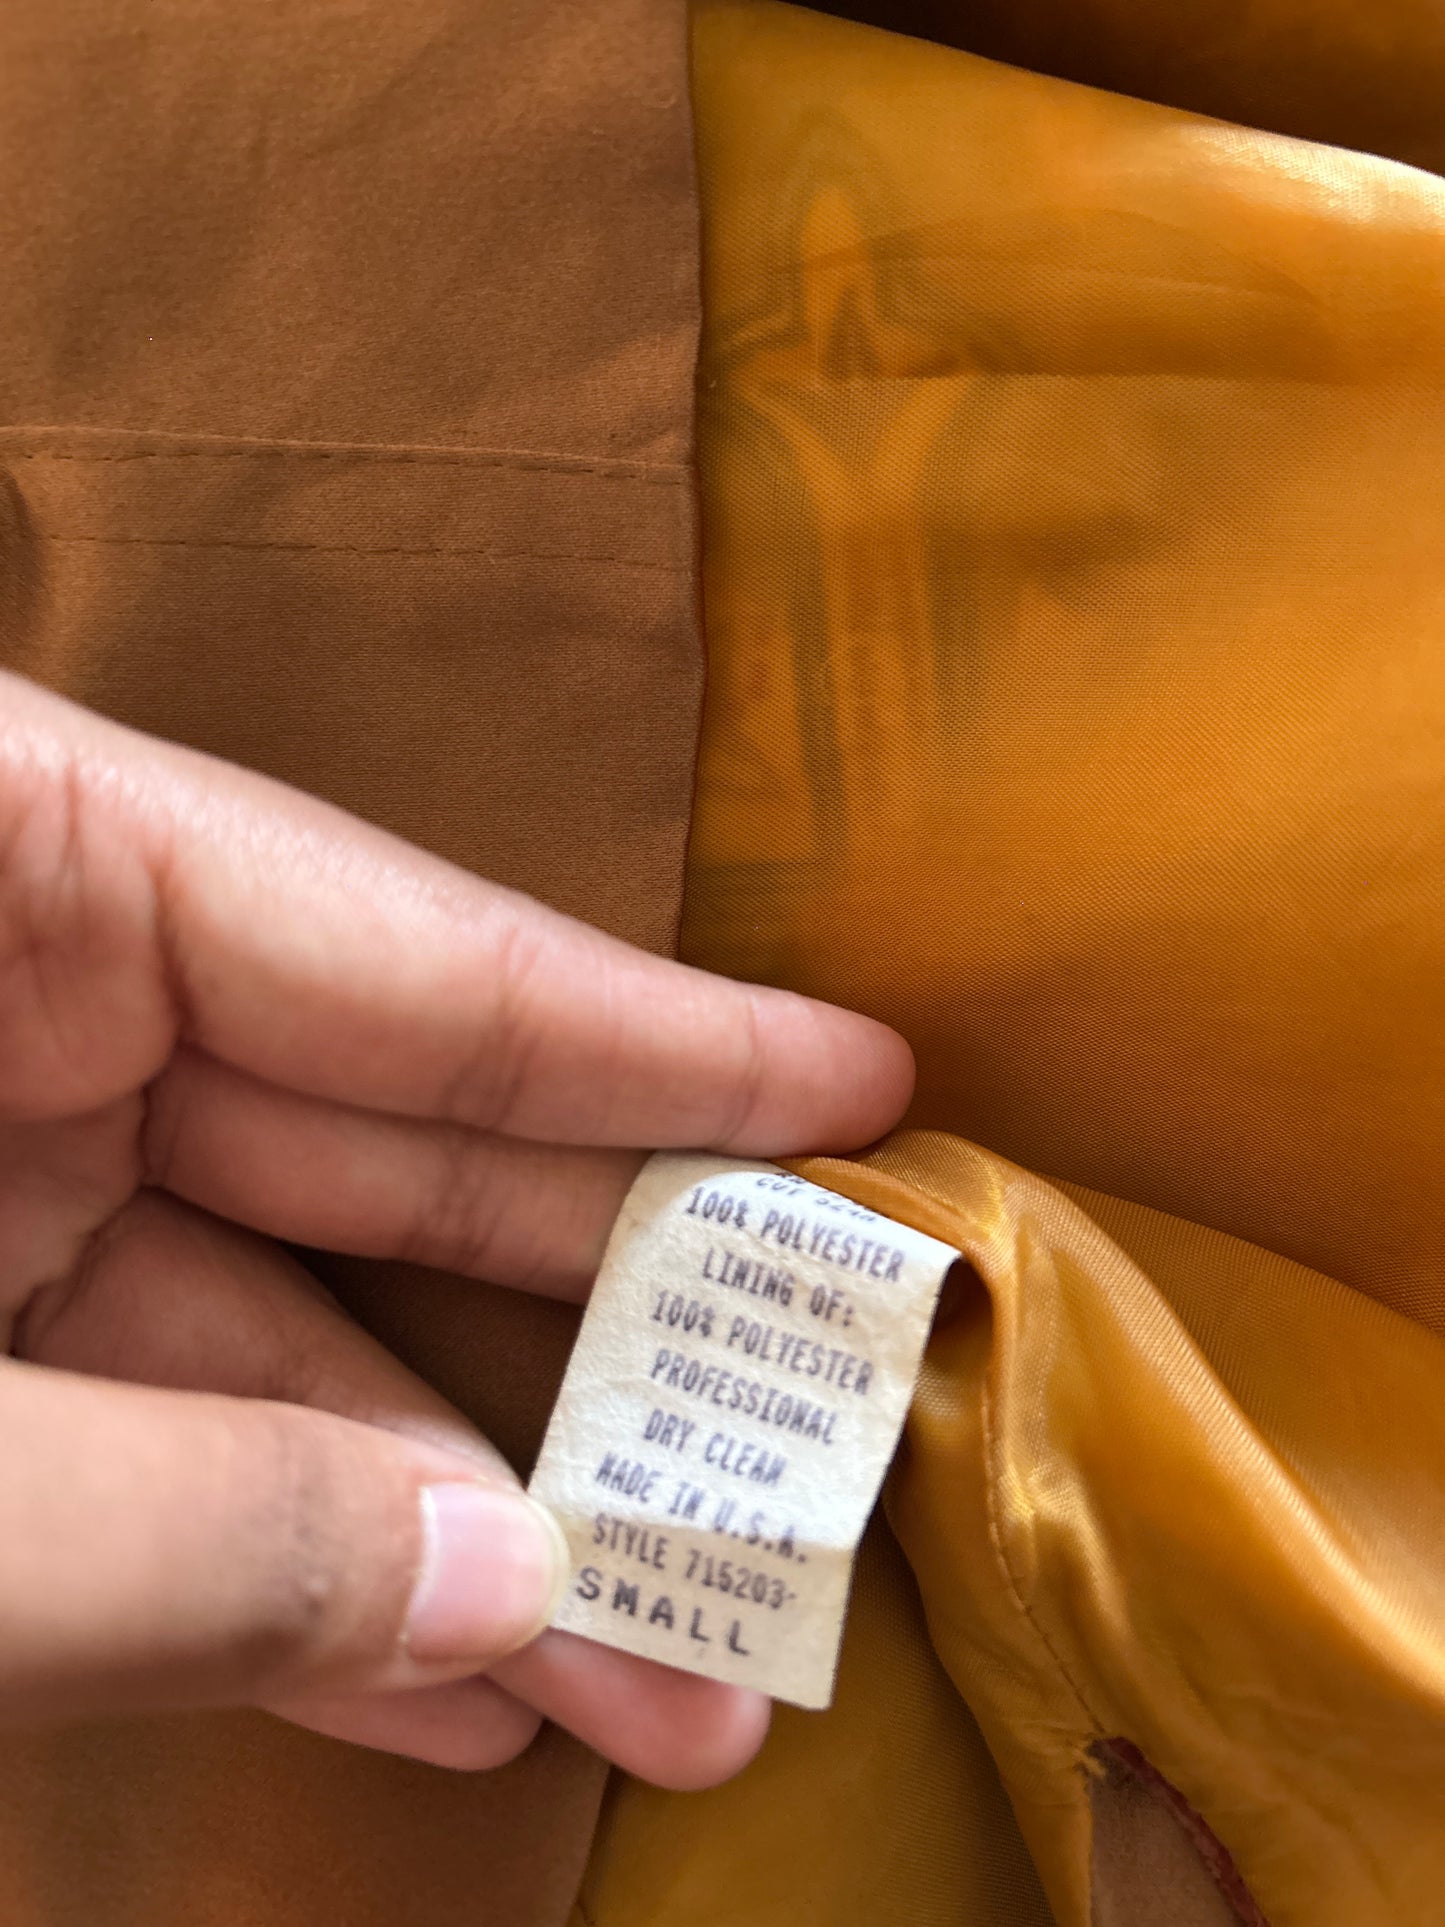 100% POLYESTER
LINING OF:
100% POLYESTER
PROFESSIONAL
DRY CLEAN
MADE IN U.S.A.
STYLE 715203-
SMALL